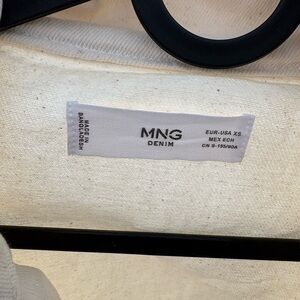 MADE IN
BANGLADESH
MNG
DENIM
EUR-USA XS
MEX ECH
CN S-155/80A